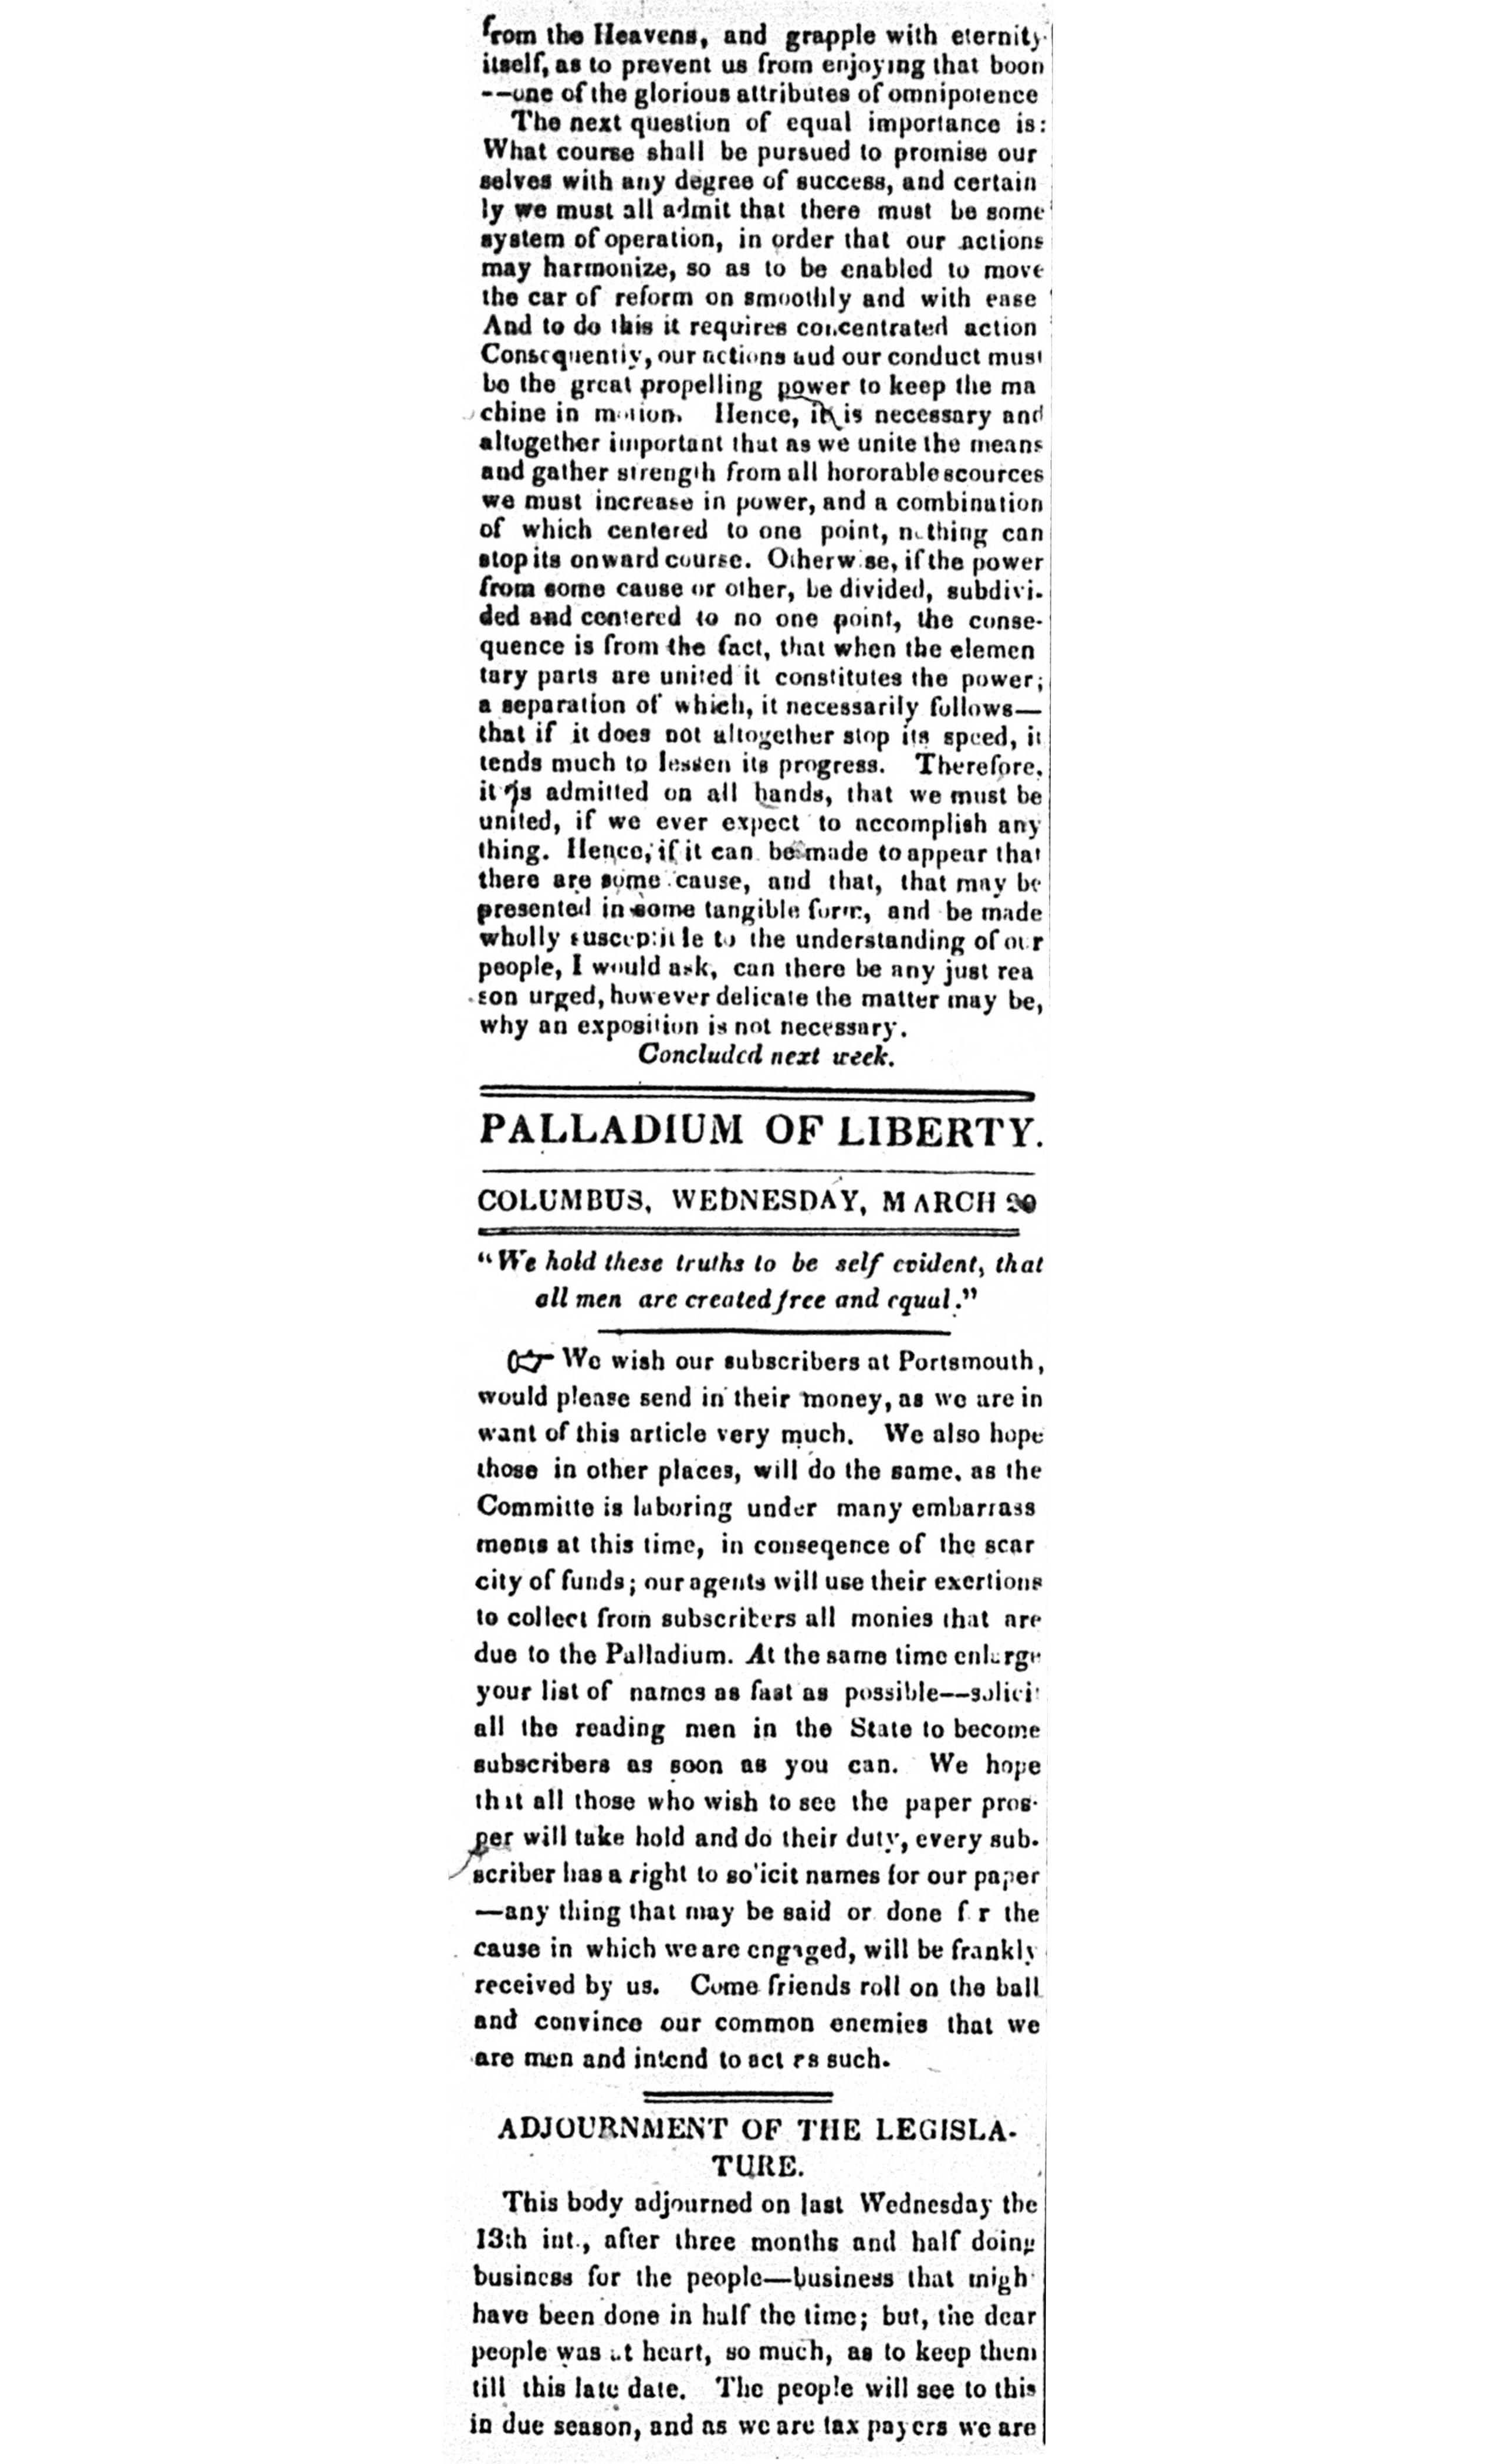 from the Heavens, and grapple with eternity
itself, as to prevent us from enjoying that boon
--one of the glorious attributes of omnipotence
The next question of equal importance is:
What course shall be pursued to promise our
selves with any degree of success, and certain
ly we must all admit that there must be some
system of operation, in order that our actions
may harmonize, so as to be enabled to move
the car of reform on smoothly and with ease
And to do this it requires concentrated action
Consequently, our actions aud our conduct must
be the great propelling power to keep the ma
chine in motion. Hence, it is necessary and
altogether important that as we unite the means
and gather strength from all hororable scources
we must increase in power, and a combination
of which centered to one point, nothing can
stop its onward course. Otherwise, if the power
from some cause or other, be divided, subdivi-
ded and centered to no one point, the conse-
quence is from the fact, that when the elemen
tary parts are united it constitutes the power;
a separation of which, it necessarily follows—
that if it does not altogether stop its speed, it
tends much to lessen its progress. Therefore,
it is admitted on all hands, that we must be
united, if we ever expect to accomplish any
thing. Hence, if it can be made to appear that
there are some cause, and that, that may be
presented in some tangible form, and be made
wholly susceptible to the understanding of our
people, I would ask, can there be any just rea
son urged, however delicate the matter may be,
why an exposition is not necessary.
Concluded next week.
PALLADIUM OF LIBERTY.
COLUMBUS, WEDNESDAY, MARCH 20
"We hold these truths to be self evident, that
all men are created free and equal."
☞ We wish our subscribers at Portsmouth,
would please send in their money, as we are in
want of this article very much. We also hope
those in other places, will do the same, as the
Committe is laboring under many embarrass
ments at this time, in conseqence of the scar
city of funds; our agents will use their exertions
to collect from subscribers all monies that are
due to the Palladium. At the same time enlarge
your list of names as fast as possible--solicit
all the reading men in the State to become
subscribers as soon as you can. We hope
that all those who wish to see the paper pros-
per will take hold and do their duty, every sub-
scriber has a right to so'icit names for our paper
—any thing that may be said or done f r the
cause in which we are engaged, will be frankly
received by us. Come friends roll on the ball
and convince our common enemies that we
are men and intend to act as such.
ADJOURNMENT OF THE LEGISLA-
TURE.
This body adjourned on last Wednesday the
13th int., after three months and half doing
business for the people—business that migh
have been done in half the time; but, the dear
people was at heart, so much, as to keep them
till this late date. The people will see to this
in due season, and as we are tax payers we are